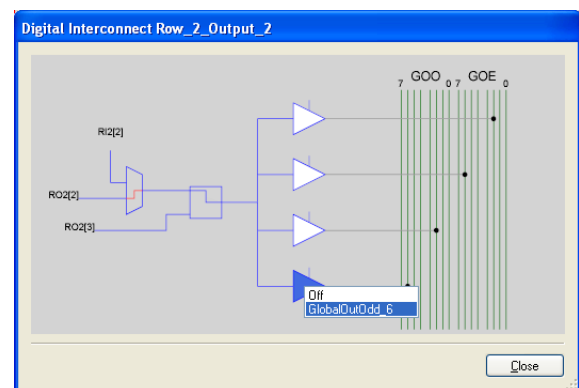 Digital Interconnect Row_2_Output_2
7 GOO 0 7 GOE 0
RI2[2]
RO2[2]
RO2[3]
Off
GlobalOutOdd_6
Close